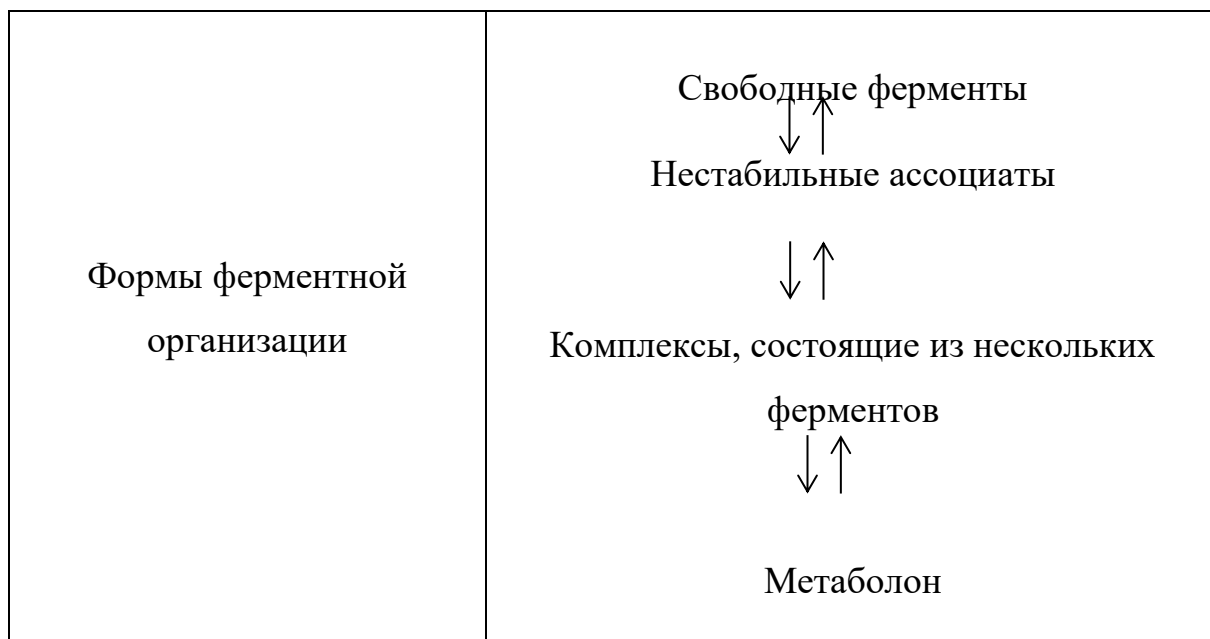 Формы ферментной
организации
Свободные ферменты
Нестабильные ассоциаты
Комплексы, состоящие из нескольких
ферментов
Метаболон